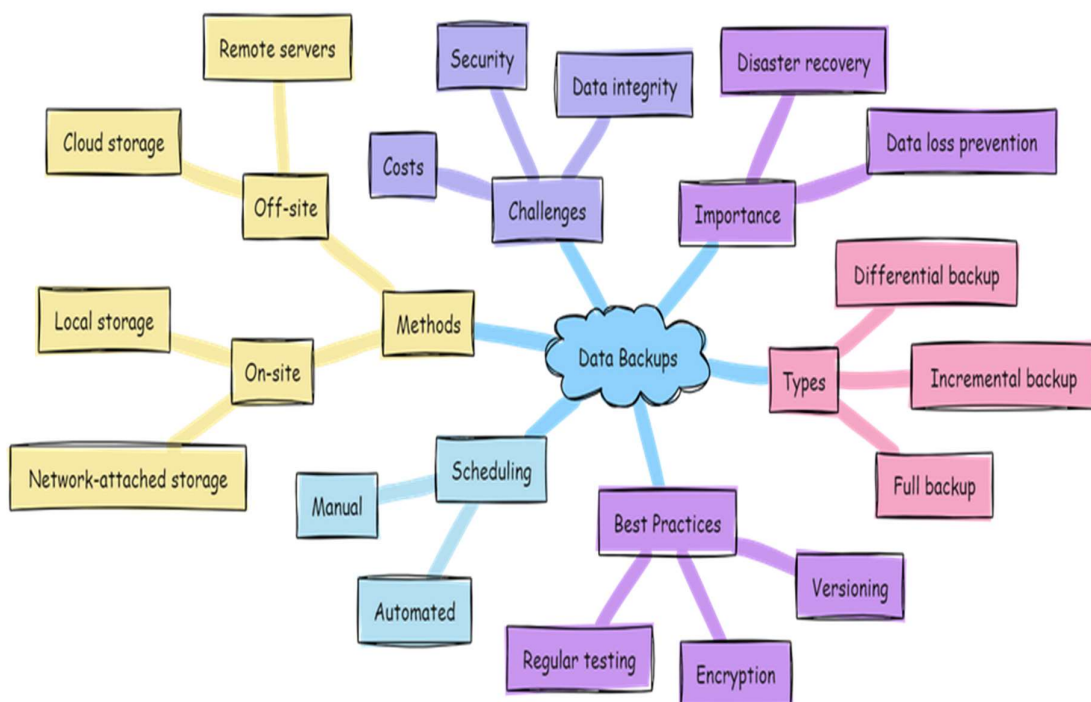 Remote servers
Security
Data integrity
Disaster recovery
Cloud storage
Costs
Data loss prevention
Off-site
Challenges
Importance
Differential backup
Local storage
Methods
Data Backups
On-site
Types
Incremental backup
Network-attached storage
Scheduling
Manual
Full backup
Best Practices
Automated
Versioning
Regular testing
Encryption